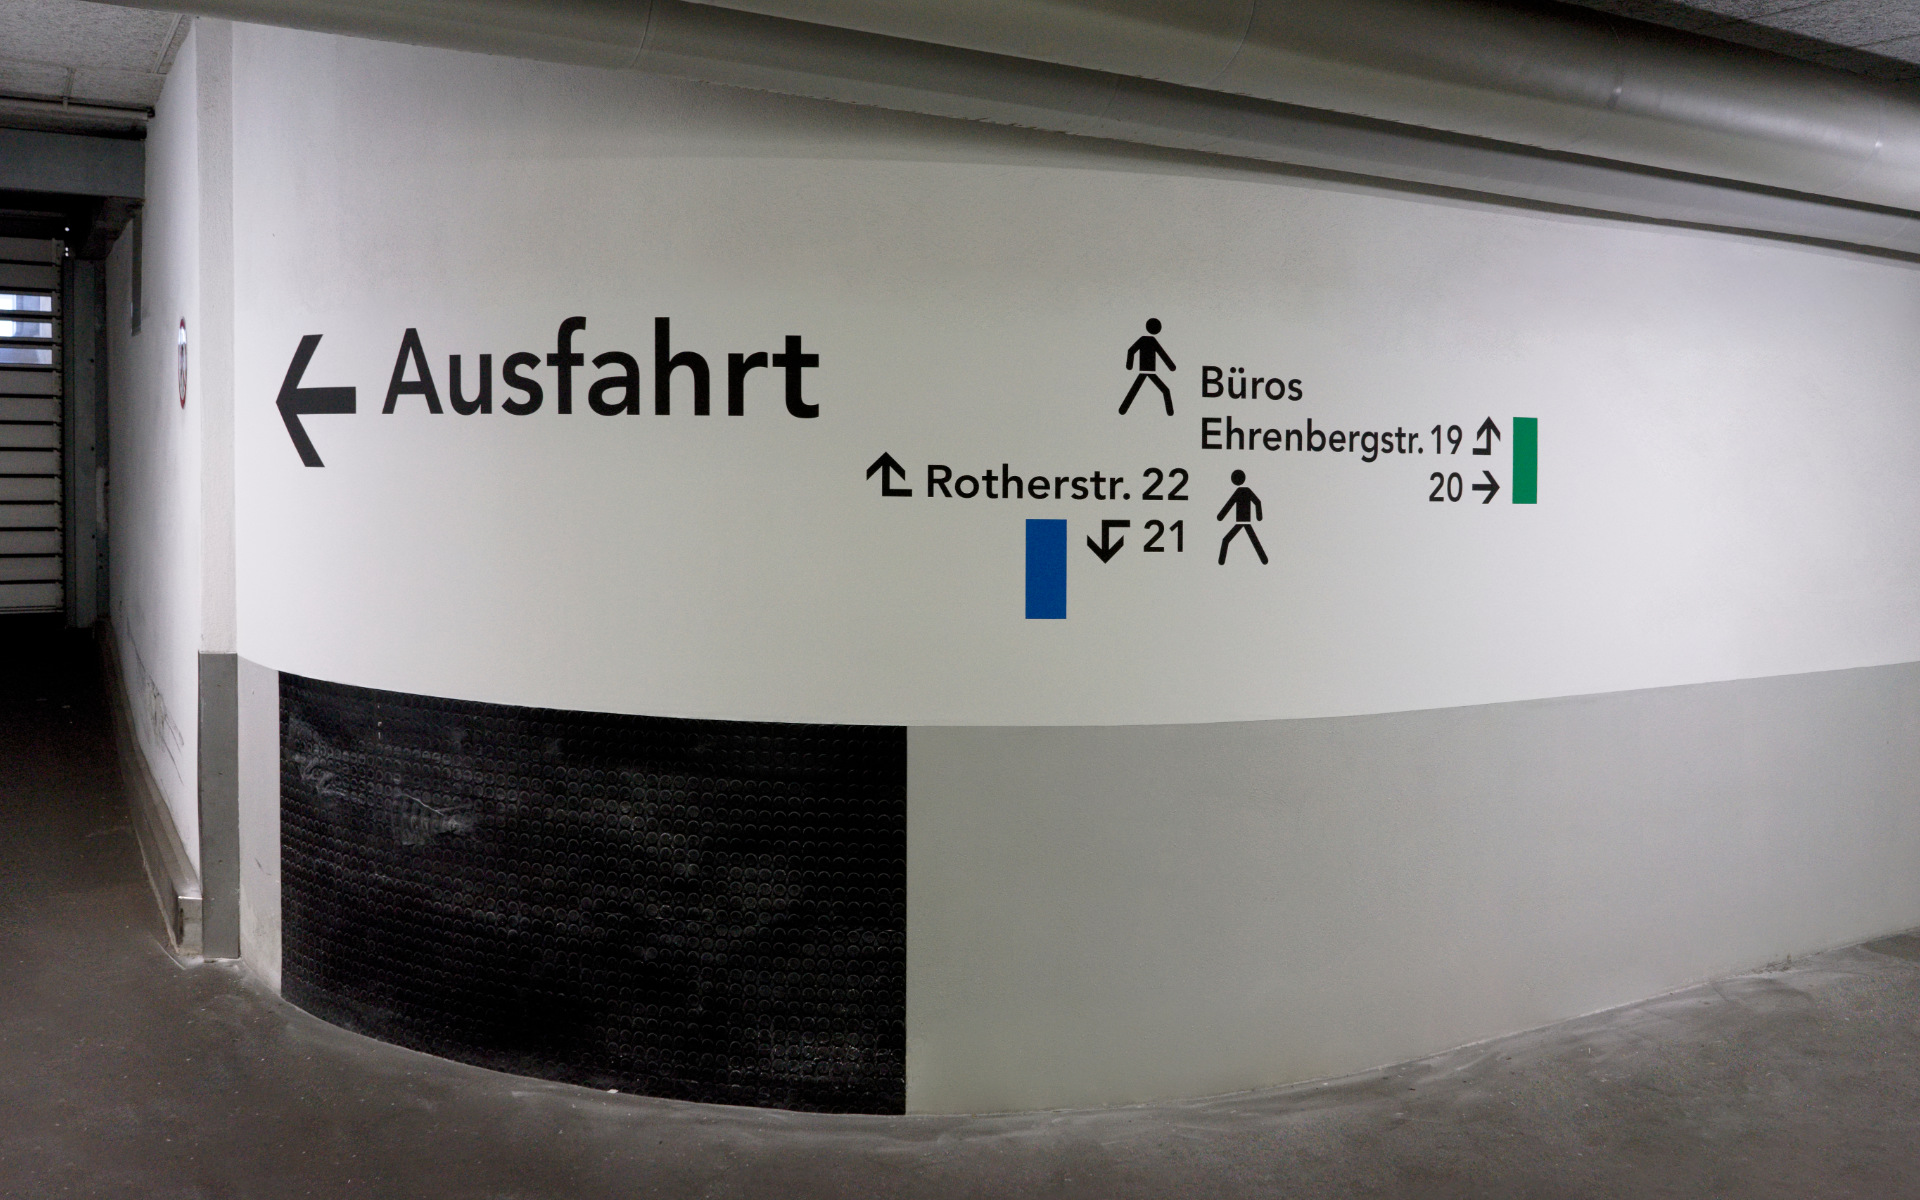 Ausfahrt
Büros
Ehrenbergstr. 19
20
Rotherstr. 22
21